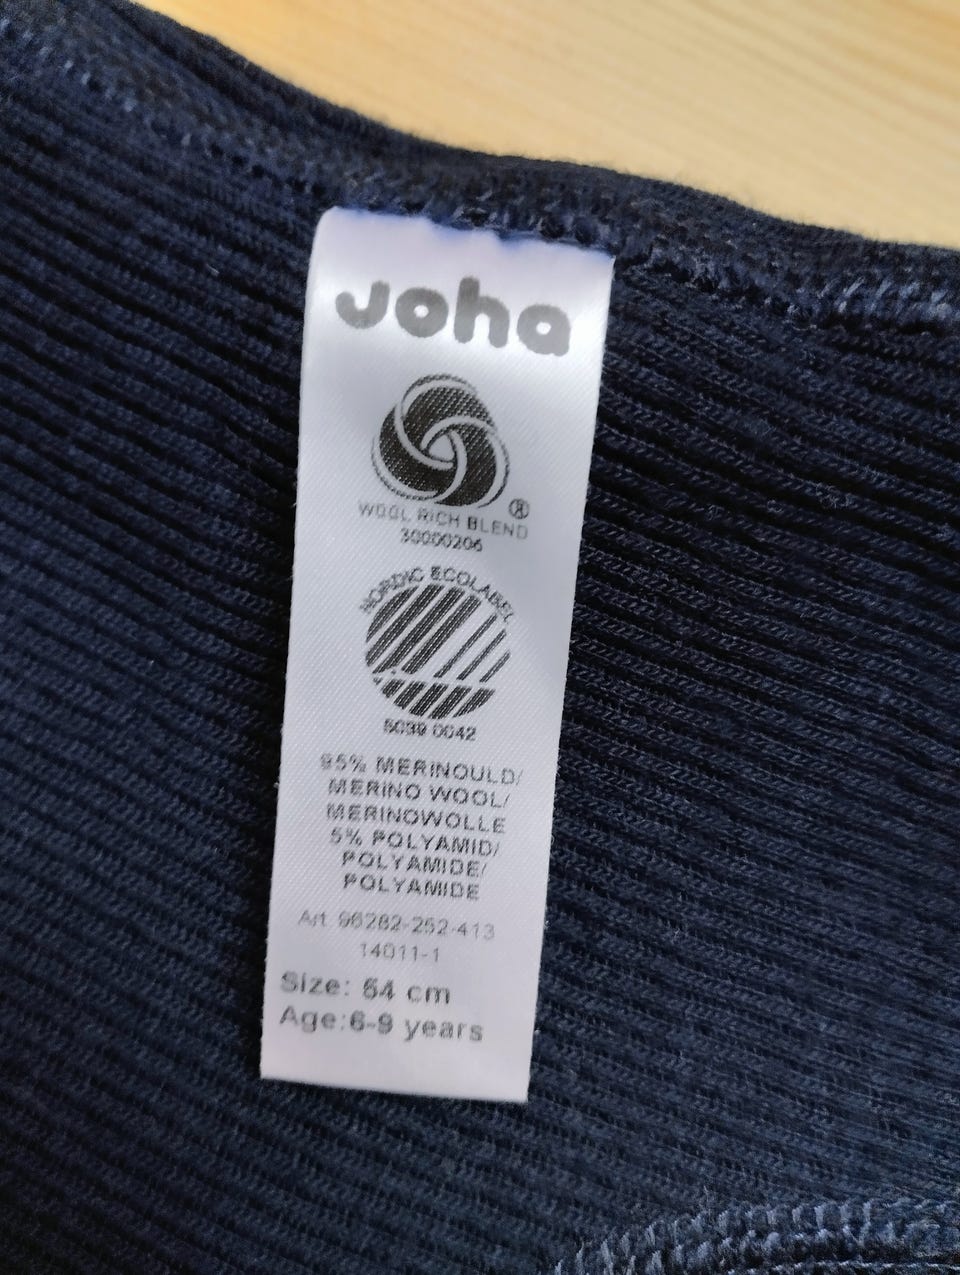 Joha
®
WOOL RICH BLEND
30000206
NORDIC ECOLABEL
5039 0042
95% MERINOULD/
MERINO WOOL/
MERINOWOLLE
5% POLYAMID/
POLYAMIDE/
POLYAMIDE
Art. 96282-252-413
14011-1
Size: 54 cm
Age:6-9 years